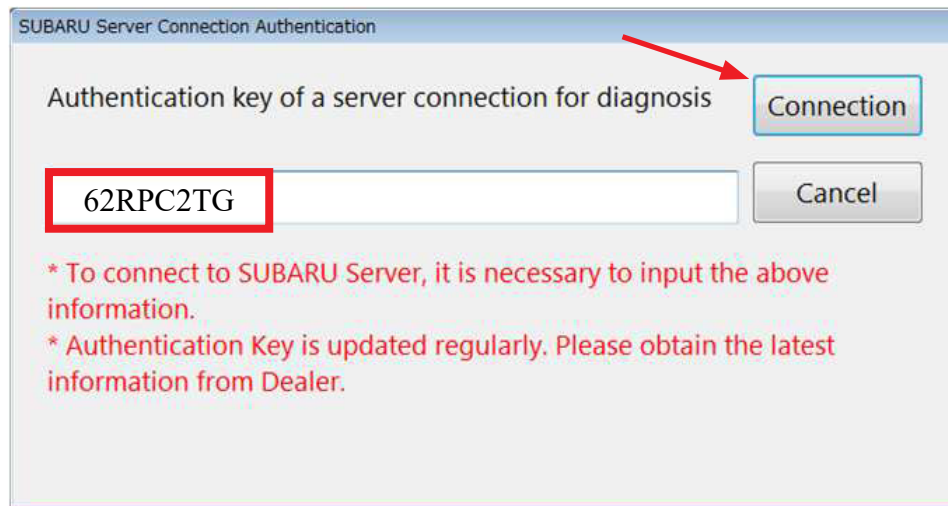 SUBARU Server Connection Authentication
Authentication key of a server connection for diagnosis
Connection
62RPC2TG
Cancel
* To connect to SUBARU Server, it is necessary to input the above
information.
* Authentication Key is updated regularly. Please obtain the latest
information from Dealer.